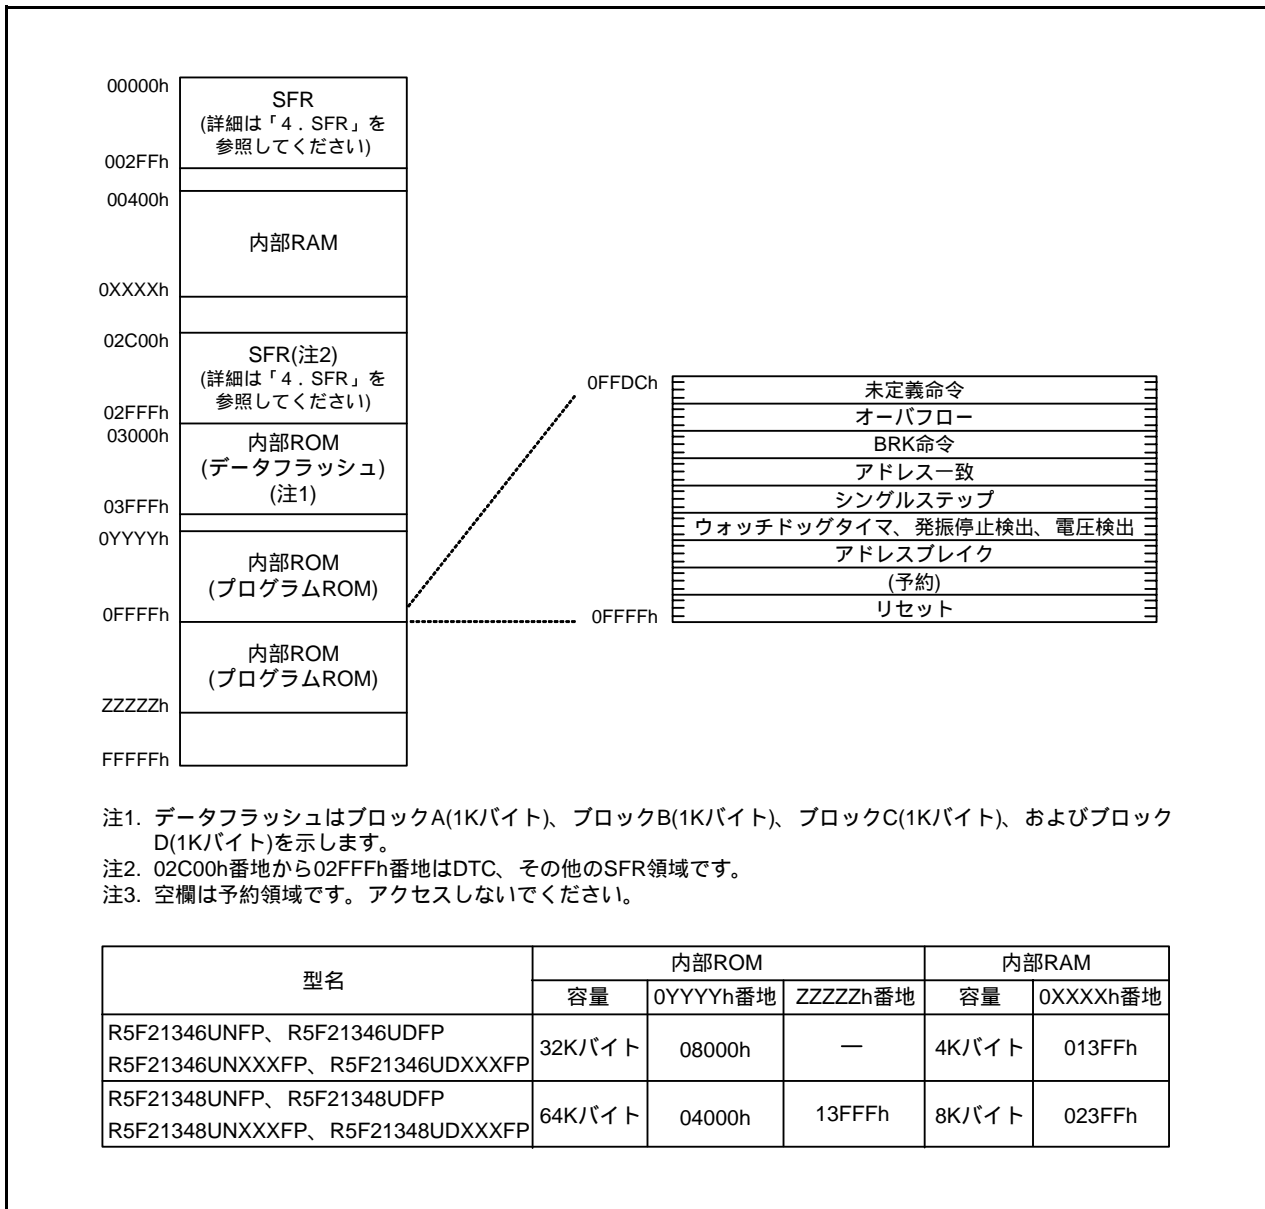 00000h
SFR
(詳細は「4．SFR」を
参照してください)
002FFh
00400h
内部RAM
0XXXXh
02C00h
SFR(注2)
(詳細は「4．SFR」を
参照してください)
02FFFh
03000h
内部ROM
(データフラッシュ)
(注1)
03FFFh
0YYYYh
内部ROM
(プログラムROM)
0FFFFh
内部ROM
(プログラムROM)
ZZZZZh
FFFFFh
0FFDCh
未定義命令
オーバフロー
BRK命令
アドレス一致
シングルステップ
ウォッチドッグタイマ、発振停止検出、電圧検出
アドレスブレイク
(予約)
リセット
0FFFFh
注1. データフラッシュはブロックA(1Kバイト)、ブロックB(1Kバイト)、ブロックC(1Kバイト)、およびブロック
D(1Kバイト)を示します。
注2. 02C00h番地から02FFFh番地はDTC、その他のSFR領域です。
注3. 空欄は予約領域です。アクセスしないでください。
型名 内部ROM 内部RAM
容量 0YYYYh番地 ZZZZZh番地 容量 0XXXXh番地
R5F21346UNFP、R5F21346UDFP
R5F21346UNXXXFP、R5F21346UDXXXFP
32Kバイト 08000h — 4Kバイト 013FFh
R5F21348UNFP、R5F21348UDFP
R5F21348UNXXXFP、R5F21348UDXXXFP
64Kバイト 04000h 13FFFh 8Kバイト 023FFh